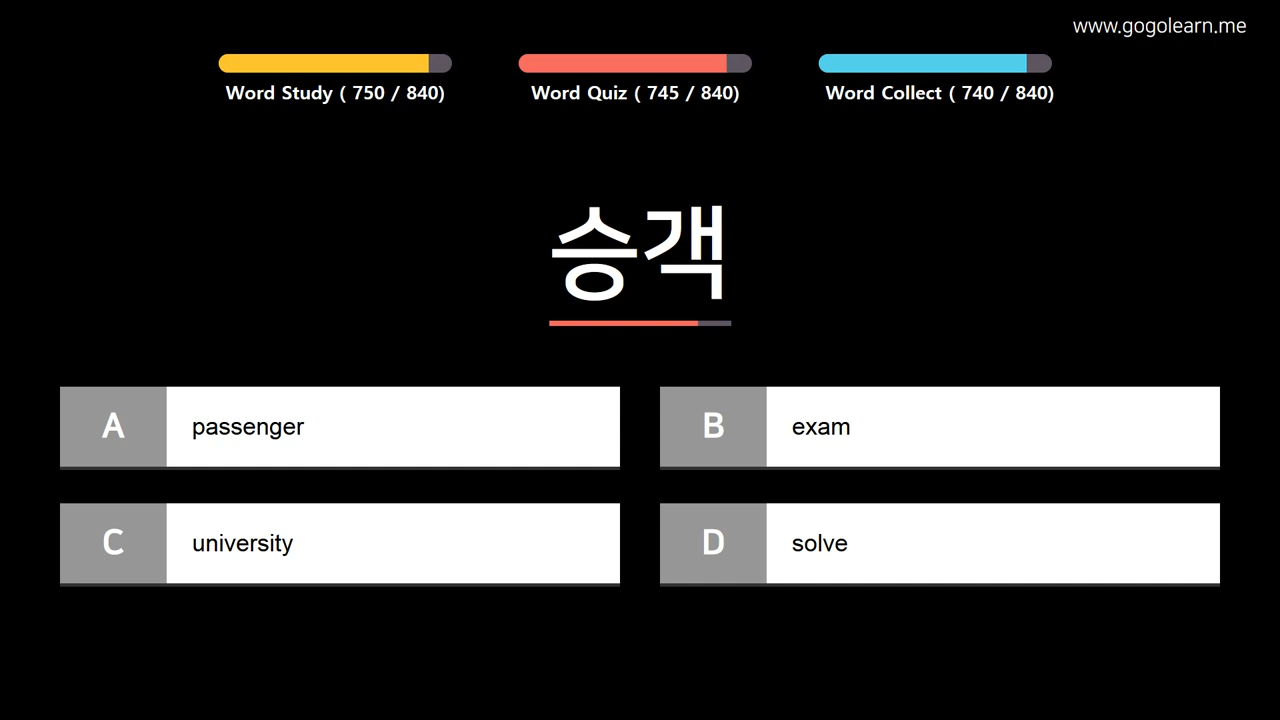 www.gogolearn.me
Word Study ( 750 / 840)
Word Quiz ( 745 / 840)
Word Collect ( 740 / 840)
승객
A passenger
B exam
C university
D solve